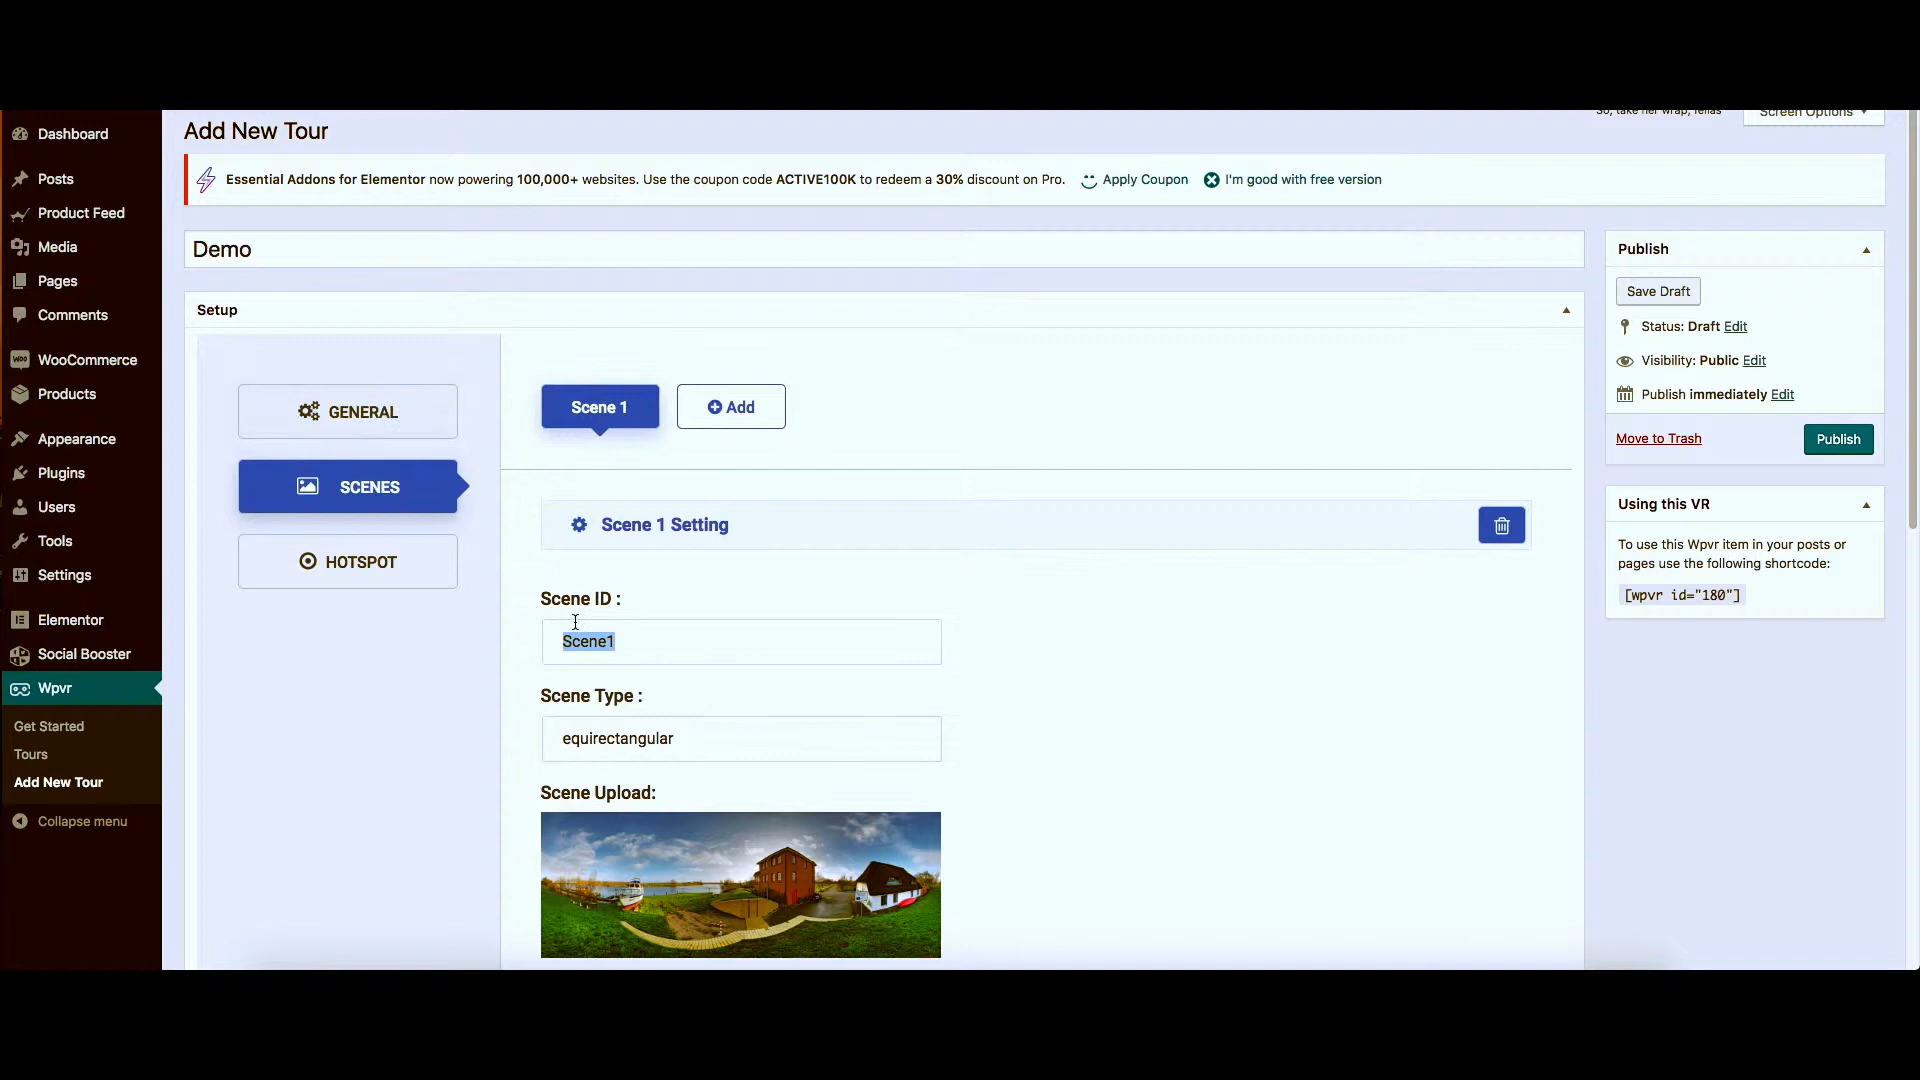 So, take her wrap, fellas
Screen Options
Dashboard
Posts
Product Feed
Media
Pages
Comments
WooCommerce
Products
Appearance
Plugins
Users
Tools
Settings
Elementor
Social Booster
Wpvr
Get Started
Tours
Add New Tour
Collapse menu
Add New Tour
Essential Addons for Elementor now powering 100,000+ websites. Use the coupon code ACTIVE100K to redeem a 30% discount on Pro. Apply Coupon I'm good with free version
Demo
Setup
GENERAL
SCENES
HOTSPOT
Scene 1
Add
Scene 1 Setting
Scene ID :
Scene1
Scene Type :
equirectangular
Scene Upload:
Publish
Save Draft
Status: Draft Edit
Visibility: Public Edit
Publish immediately Edit
Move to Trash
Publish
Using this VR
To use this Wpvr item in your posts or
pages use the following shortcode:
[wpvr id="180"]